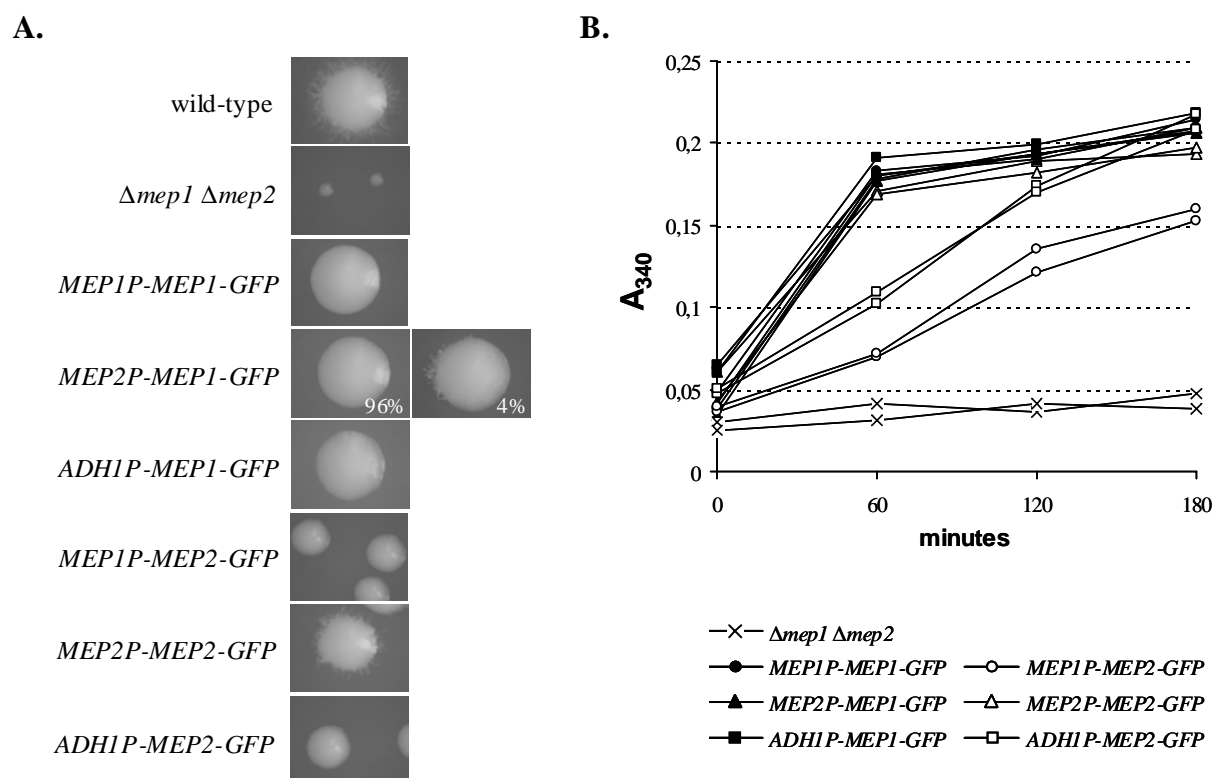 A.
wild-type
Δmep1 Δmep2
MEP1P-MEP1-GFP
MEP2P-MEP1-GFP
96%
4%
ADH1P-MEP1-GFP
MEP1P-MEP2-GFP
MEP2P-MEP2-GFP
ADH1P-MEP2-GFP
B.
0,25
0,2
0,15
0,1
0,05
0
A340
0 60 120 180
minutes
Δmep1 Δmep2
MEP1P-MEP1-GFP MEP1P-MEP2-GFP
MEP2P-MEP1-GFP MEP2P-MEP2-GFP
ADH1P-MEP1-GFP ADH1P-MEP2-GFP